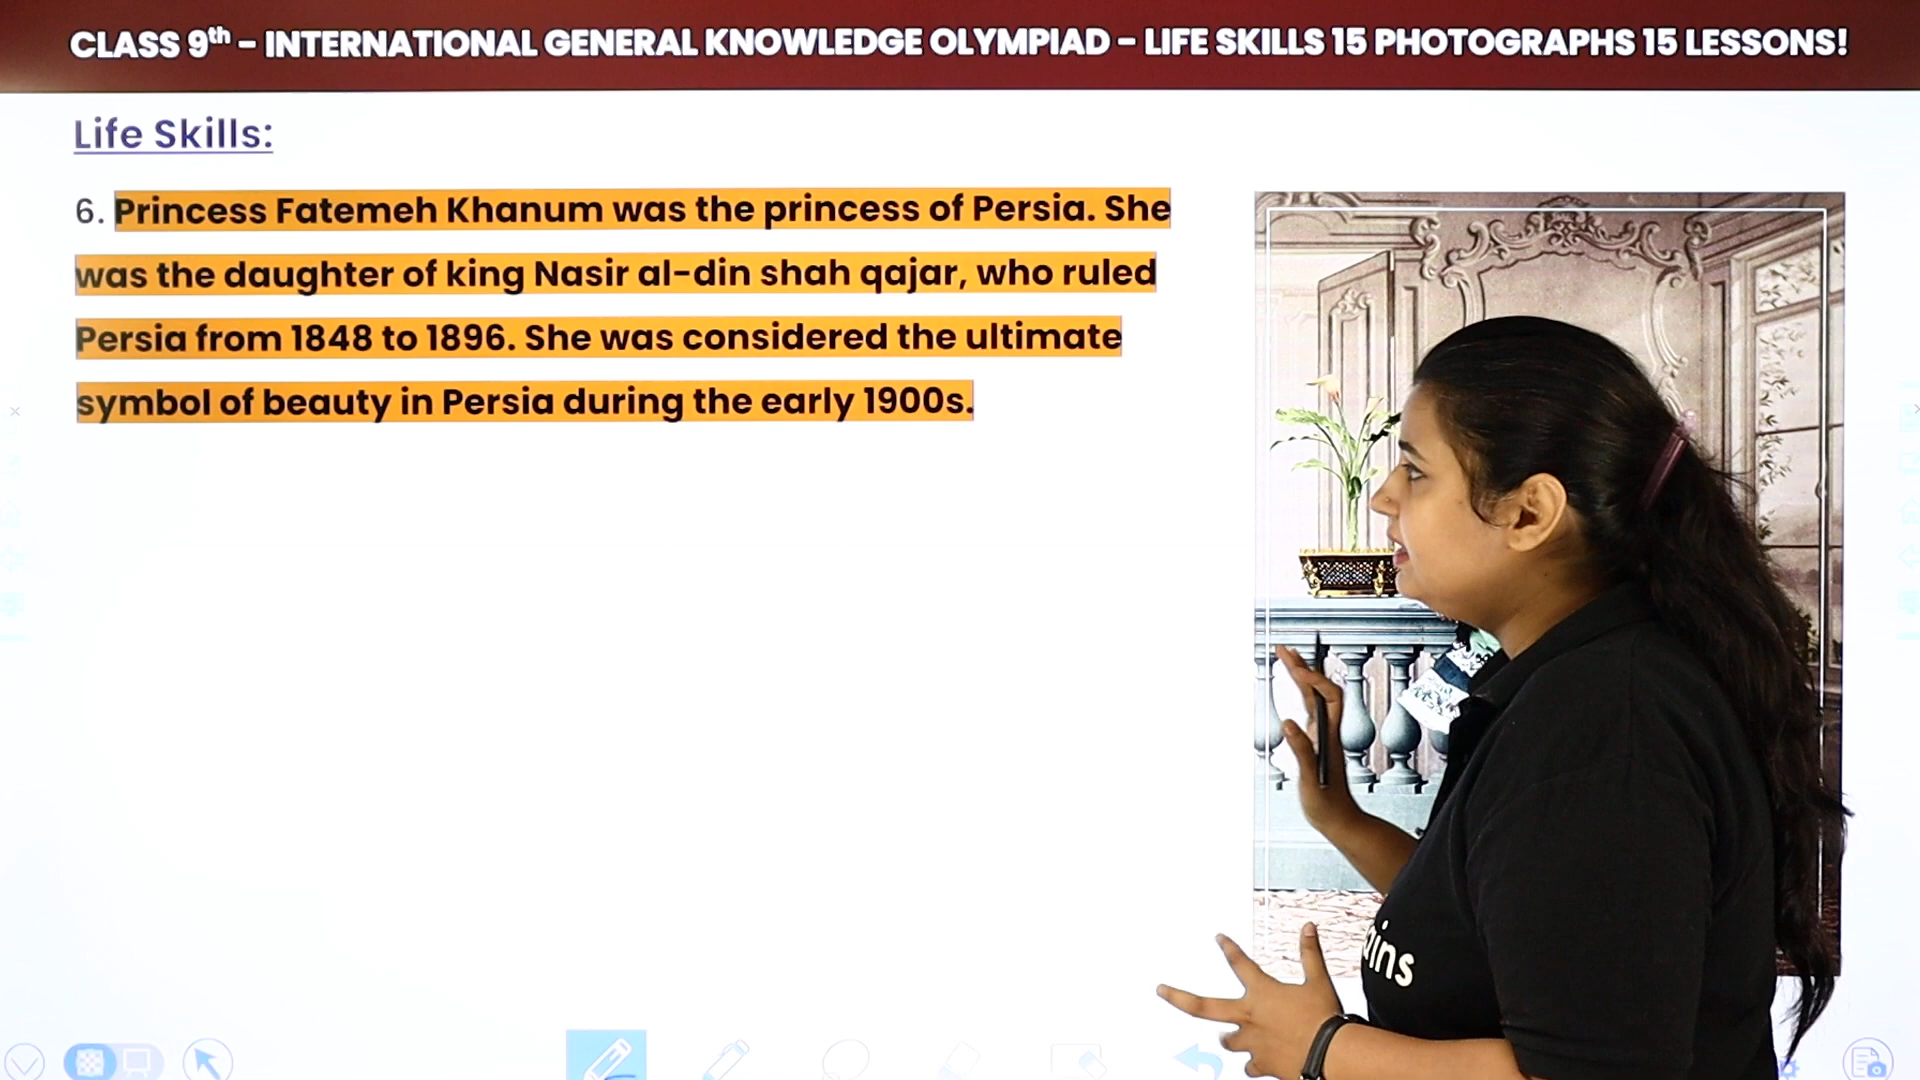 CLASS 9th – INTERNATIONAL GENERAL KNOWLEDGE OLYMPIAD – LIFE SKILLS 15 PHOTOGRAPHS 15 LESSONS!
Life Skills:
6. Princess Fatemeh Khanum was the princess of Persia. She
was the daughter of king Nasir al-din shah qajar, who ruled
Persia from 1848 to 1896. She was considered the ultimate
symbol of beauty in Persia during the early 1900s.